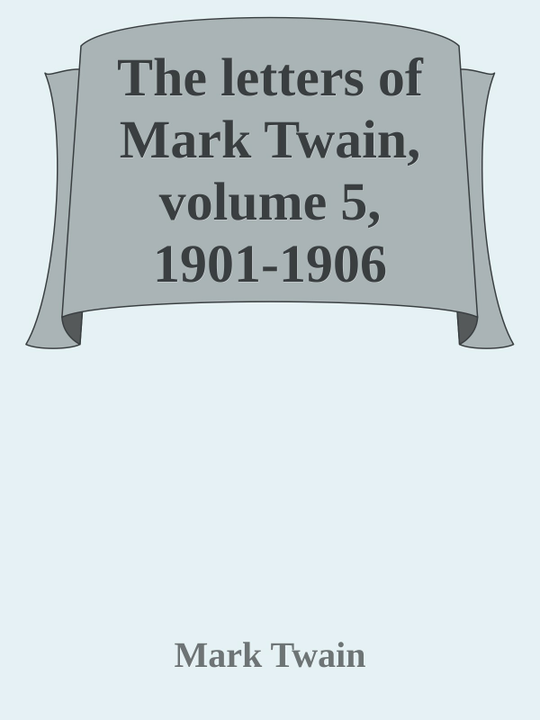 The letters of
Mark Twain,
volume 5,
1901-1906
Mark Twain